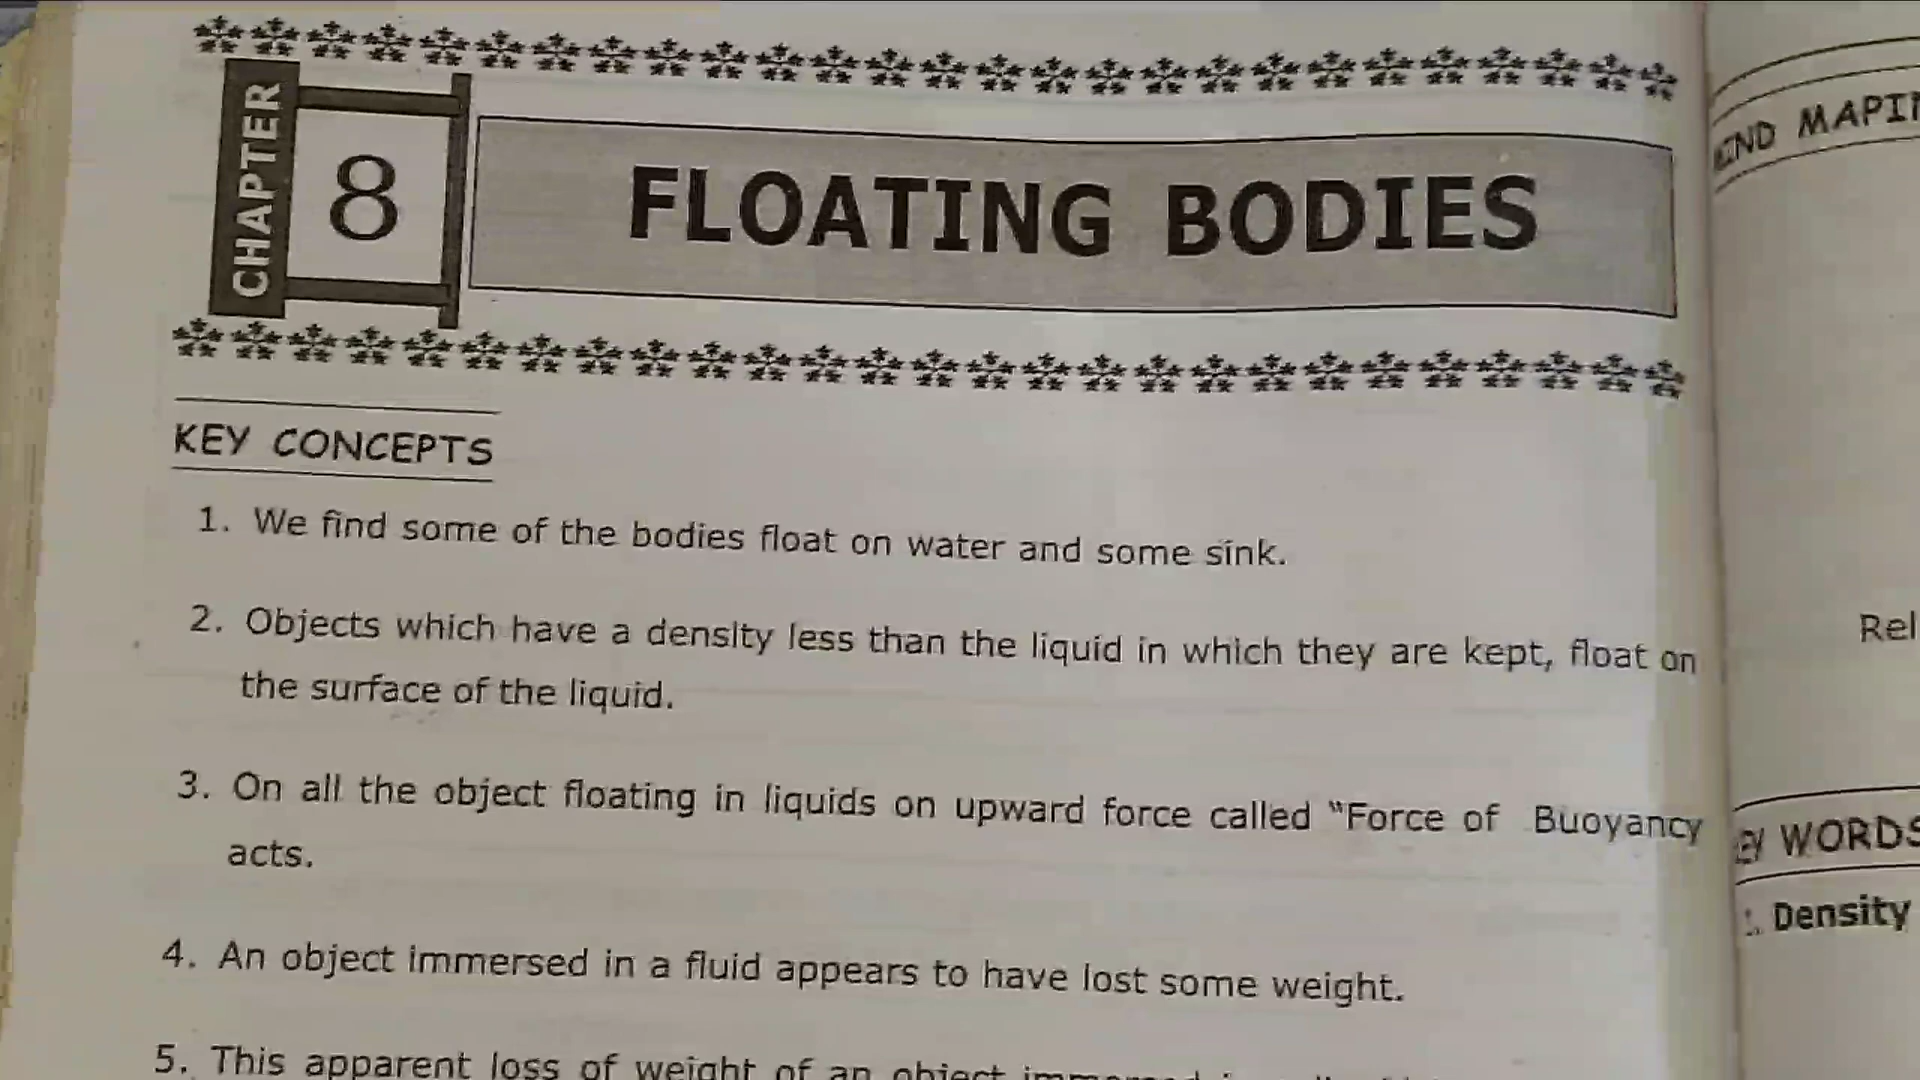 CHAPTER
8
FLOATING BODIES
KEY CONCEPTS
1. We find some of the bodies float on water and some sink.
2. Objects which have a density less than the liquid in which they are kept, float on
the surface of the liquid.
3. On all the object floating in liquids on upward force called "Force of Buoyancy
acts.
4. An object immersed in a fluid appears to have lost some weight.
5. This apparent loss of weight of an object immersed
WORDS
Density